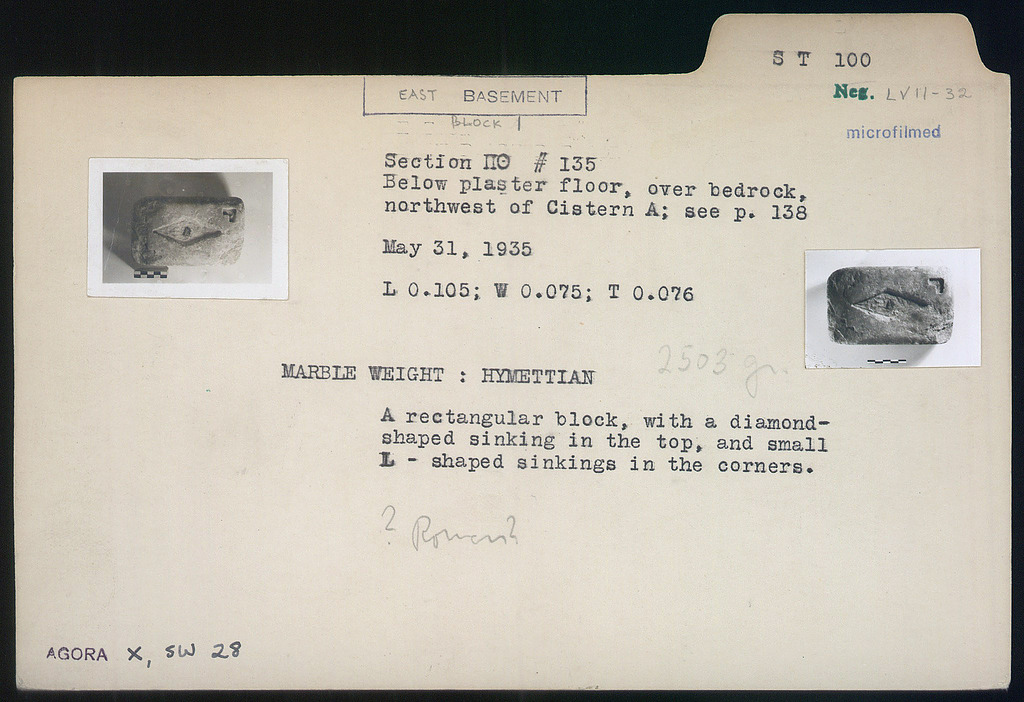 S T 100
Neg. LVII-32
microfilmed
EAST BASEMENT
BLOCK 1
Section ΠΘ # 135
Below plaster floor, over bedrock,
northwest of Cistern A; see p. 138
May 31, 1935
L 0.105; W 0.075; T 0.076
2503 gr.
MARBLE WEIGHT : HYMETTIAN
A rectangular block, with a diamond-
shaped sinking in the top, and small
L - shaped sinkings in the corners.
? Roman?
AGORA X, SW 28